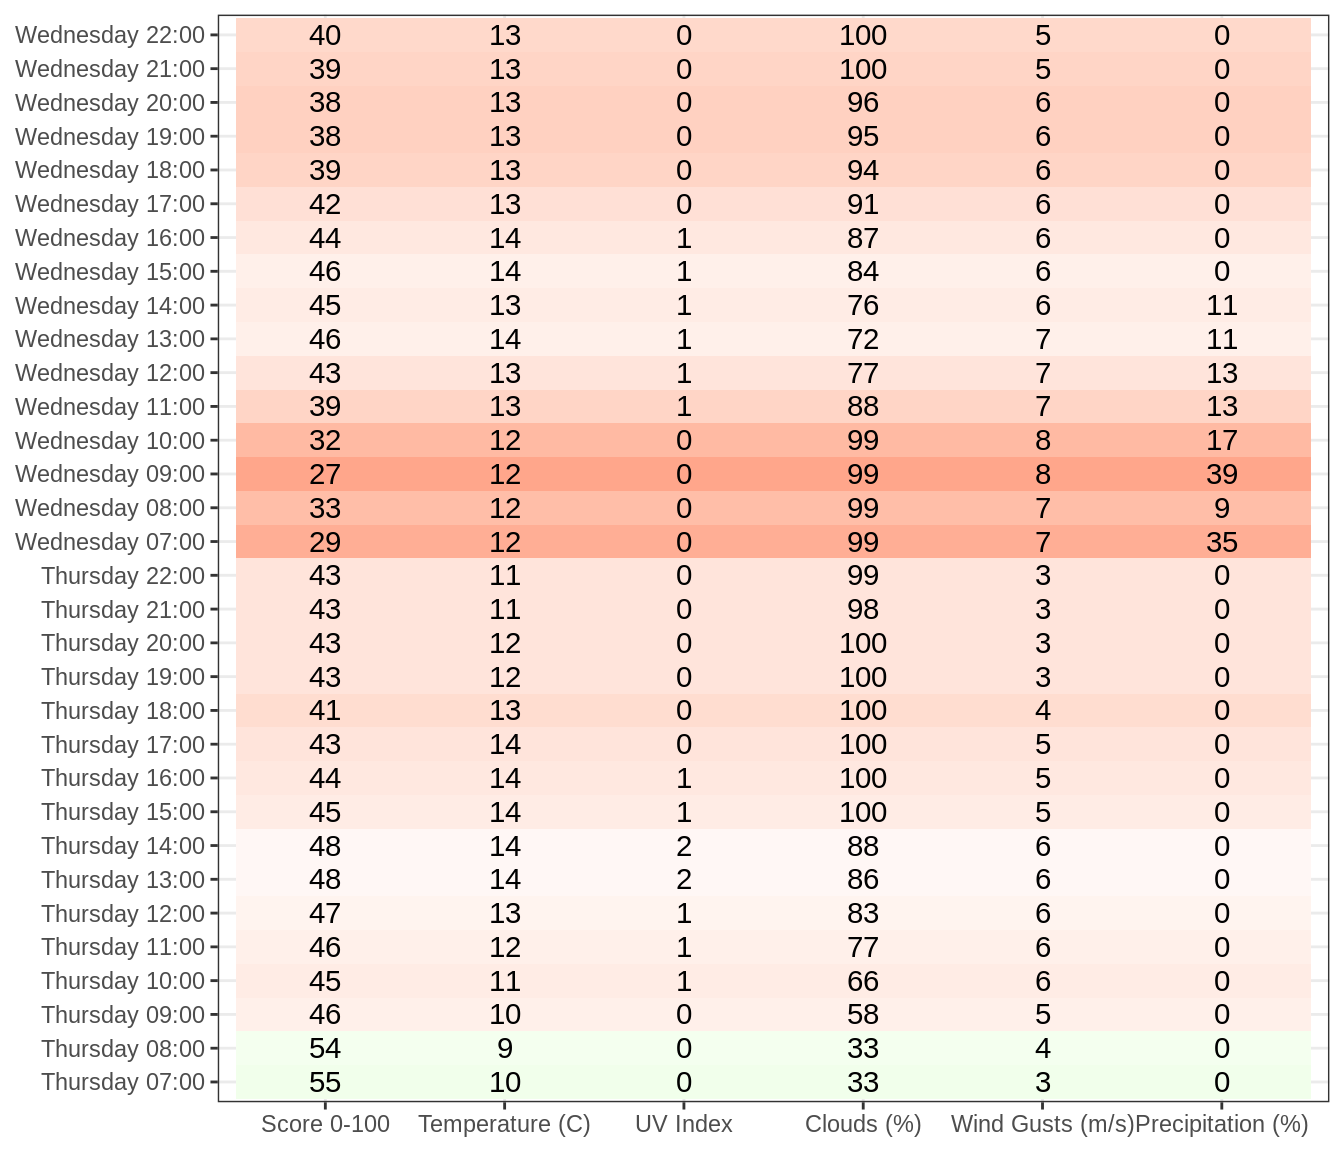 Wednesday 22:00 40 13 0 100 5 0
Wednesday 21:00 39 13 0 100 5 0
Wednesday 20:00 38 13 0 96 6 0
Wednesday 19:00 38 13 0 95 6 0
Wednesday 18:00 39 13 0 94 6 0
Wednesday 17:00 42 13 0 91 6 0
Wednesday 16:00 44 14 1 87 6 0
Wednesday 15:00 46 14 1 84 6 0
Wednesday 14:00 45 13 1 76 6 11
Wednesday 13:00 46 14 1 72 7 11
Wednesday 12:00 43 13 1 77 7 13
Wednesday 11:00 39 13 1 88 7 13
Wednesday 10:00 32 12 0 99 8 17
Wednesday 09:00 27 12 0 99 8 39
Wednesday 08:00 33 12 0 99 7 9
Wednesday 07:00 29 12 0 99 7 35
Thursday 22:00 43 11 0 99 3 0
Thursday 21:00 43 11 0 98 3 0
Thursday 20:00 43 12 0 100 3 0
Thursday 19:00 43 12 0 100 3 0
Thursday 18:00 41 13 0 100 4 0
Thursday 17:00 43 14 0 100 5 0
Thursday 16:00 44 14 1 100 5 0
Thursday 15:00 45 14 1 100 5 0
Thursday 14:00 48 14 2 88 6 0
Thursday 13:00 48 14 2 86 6 0
Thursday 12:00 47 13 1 83 6 0
Thursday 11:00 46 12 1 77 6 0
Thursday 10:00 45 11 1 66 6 0
Thursday 09:00 46 10 0 58 5 0
Thursday 08:00 54 9 0 33 4 0
Thursday 07:00 55 10 0 33 3 0
Score 0-100 Temperature (C) UV Index Clouds (%) Wind Gusts (m/s) Precipitation (%)